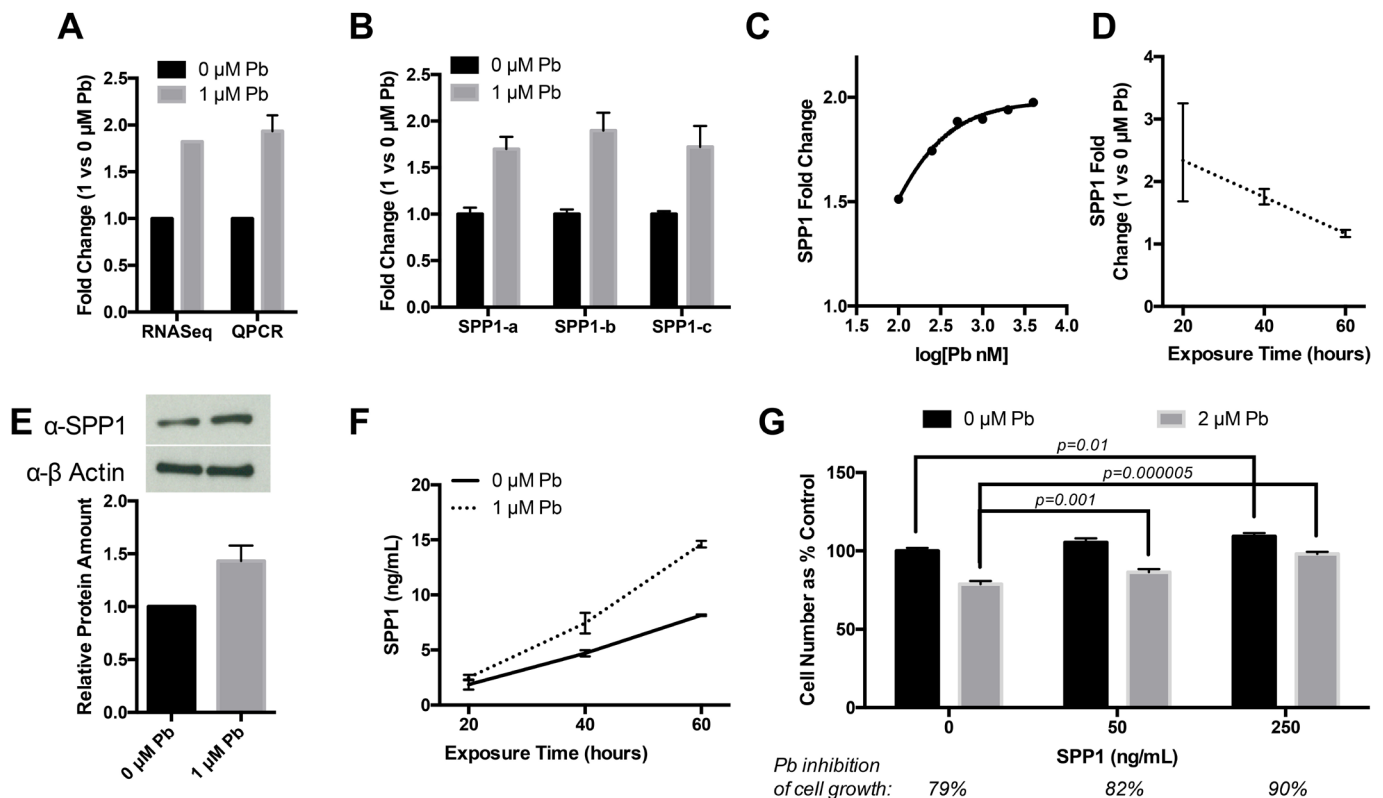 A
0 µM Pb
1 µM Pb
Fold Change (1 vs 0 µM Pb)
2.5
2.0
1.5
1.0
0.5
0.0
RNASeq QPCR
B
0 µM Pb
1 µM Pb
Fold Change (1 vs 0 µM Pb)
2.5
2.0
1.5
1.0
0.5
0.0
SPP1-a SPP1-b SPP1-c
C
SPP1 Fold Change
2.0
1.5
1.0
1.5 2.0 2.5 3.0 3.5 4.0
log[Pb nM]
D
SPP1 Fold
Change (1 vs 0 µM Pb)
4
3
2
1
0
20 40 60
Exposure Time (hours)
E
α-SPP1
α-β Actin
Relative Protein Amount
2.0
1.5
1.0
0.5
0.0
0 µM Pb
1 µM Pb
F
0 µM Pb
1 µM Pb
SPP1 (ng/mL)
20
15
10
5
0
20 40 60
Exposure Time (hours)
G
0 µM Pb 2 µM Pb
p=0.01
p=0.000005
p=0.001
Cell Number as % Control
150
100
50
0
0 50 250
SPP1 (ng/mL)
Pb inhibition
of cell growth: 79% 82% 90%